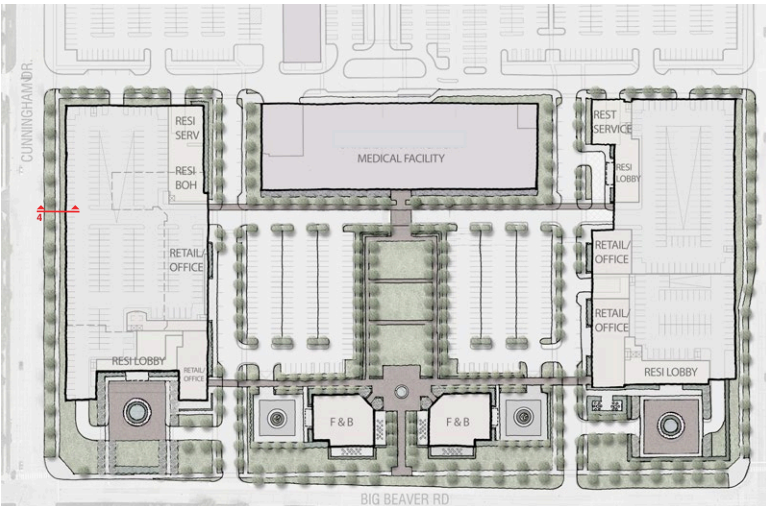 CUNNINGHAM DR.
4
RESI
SERV
RESI
BOH
RETAIL/
OFFICE
RESI LOBBY
RETAIL/
OFFICE
MEDICAL FACILITY
REST
SERVICE
RESI
LOBBY
RETAIL/
OFFICE
RETAIL/
OFFICE
RESI LOBBY
F & B
F & B
BIG BEAVER RD